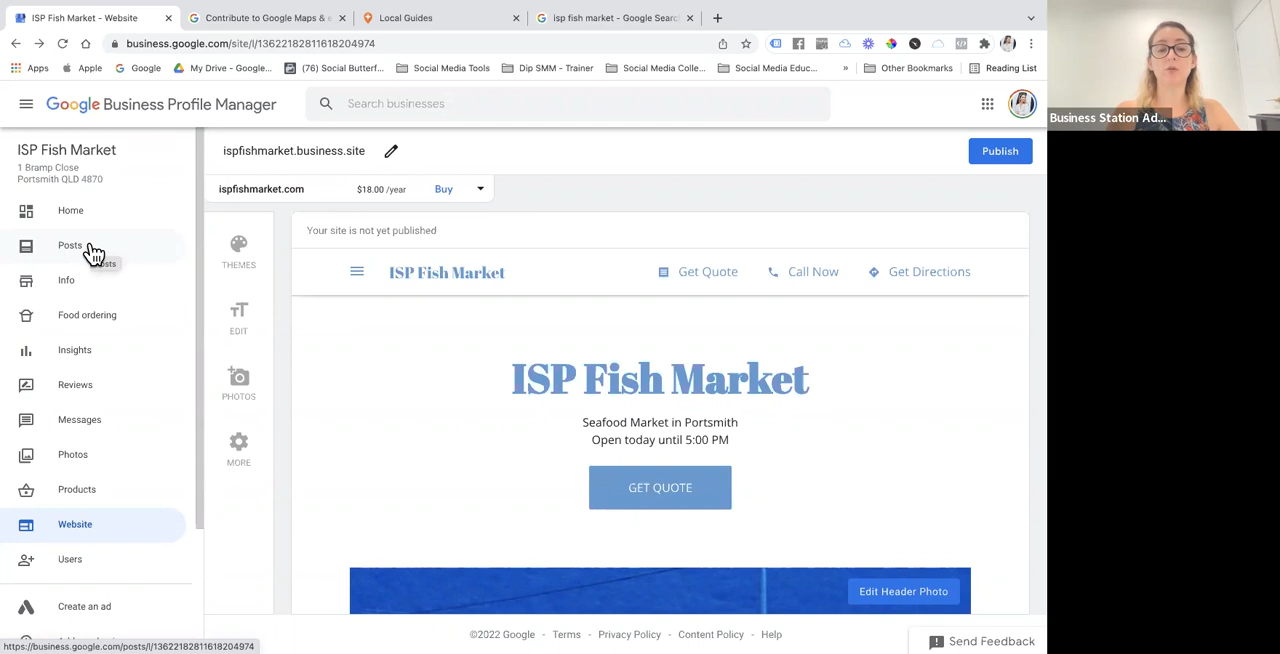 ISP Fish Market - Website
Contribute to Google Maps & e
Local Guides
isp fish market - Google Searc
business.google.com/site/l/13622182811618204974
Apps
Apple
Google
My Drive - Google...
(76) Social Butterf...
Social Media Too...
Dip SMM - Trainer
Social Media Colle...
Social Media Educ...
»
Other Bookmarks
Reading List
Google Business Profile Manager
Search businesses
Business Station Ad...
ISP Fish Market
1 Bramp Close
Portsmith QLD 4870
ispfishmarket.business.site
Publish
ispfishmarket.com $18.00 /year Buy
Home
Posts
Info
Food ordering
Insights
Reviews
Messages
Photos
Products
Website
Users
Create an ad
THEMES
EDIT
PHOTOS
MORE
Your site is not yet published
ISP Fish Market
Get Quote
Call Now
Get Directions
ISP Fish Market
Seafood Market in Portsmith
Open today until 5:00 PM
GET QUOTE
Edit Header Photo
©2022 Google - Terms - Privacy Policy - Content Policy - Help
Send Feedback
https://business.google.com/posts/l/13622182811618204974